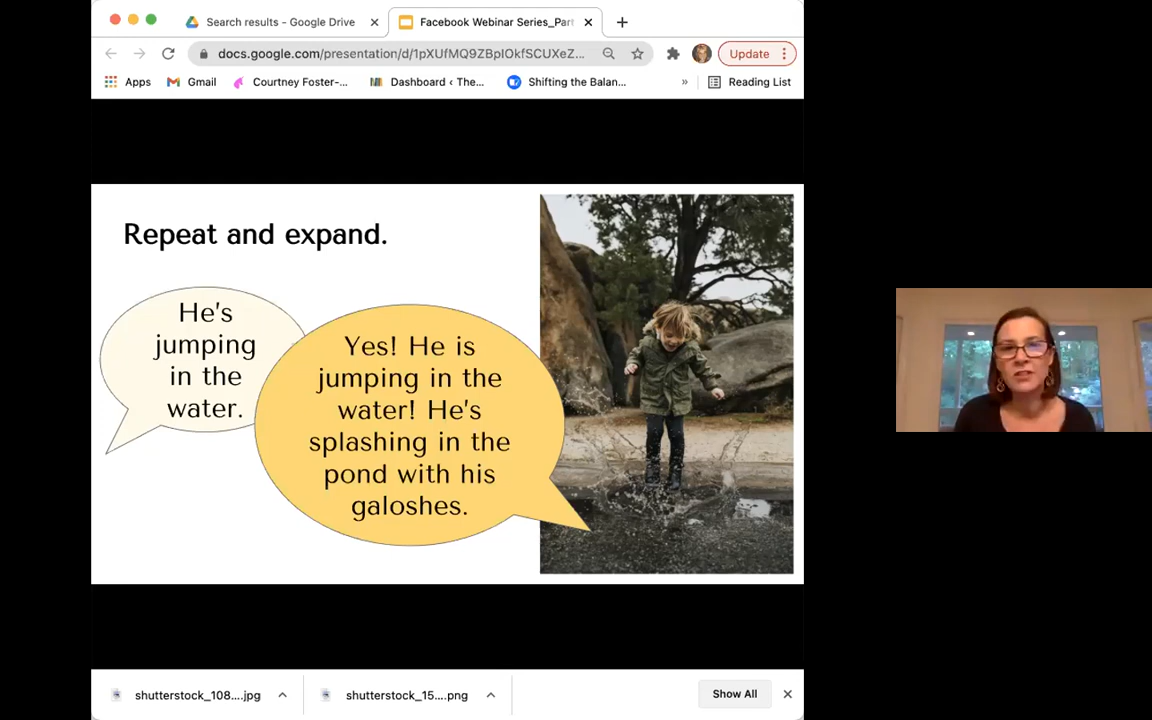 Search results - Google Drive
Facebook Webinar Series_Part
docs.google.com/presentation/d/1pXUfMQ9ZBpIOkfSCUXeZ...
Update
Apps
Gmail
Courtney Foster-...
Dashboard ‹ The...
Shifting the Balan...
»
Reading List
Repeat and expand.
He's
jumping
in the
water.
Yes! He is
jumping in the
water! He's
splashing in the
pond with his
galoshes.
shutterstock_108....jpg
shutterstock_15....png
Show All